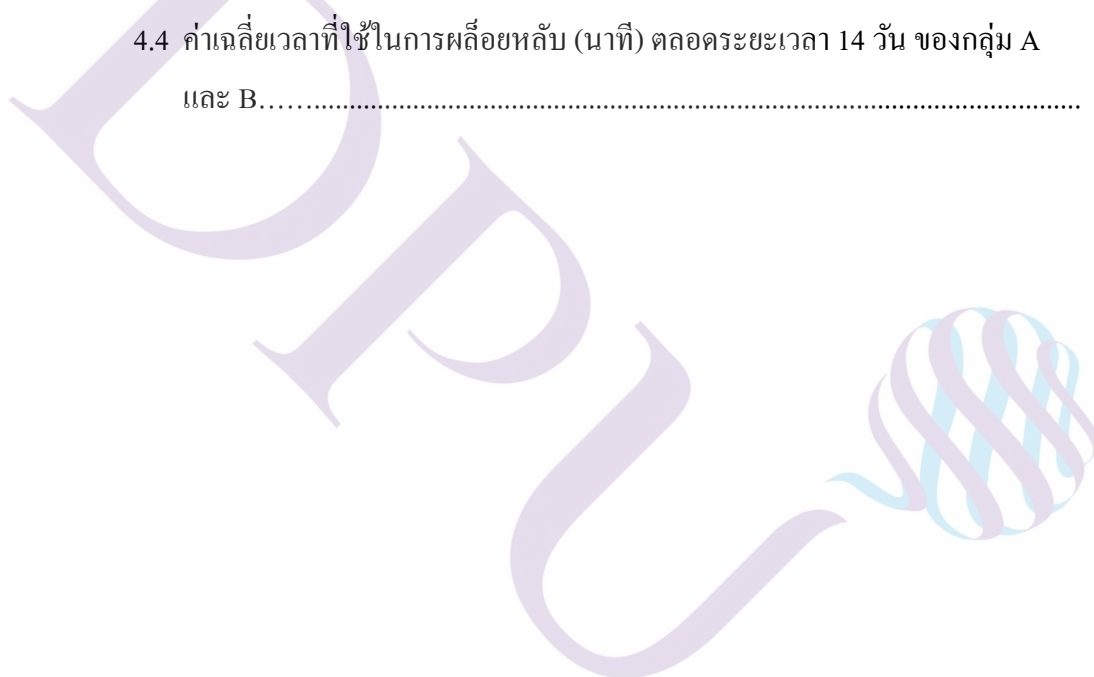 4.4 ค่าเฉลี่ยเวลาที่ใช้ในการผล็อยหลับ (นาที) ตลอดระยะเวลา 14 วัน ของกลุ่ม A
และ B……...............................................................................................................
DPU